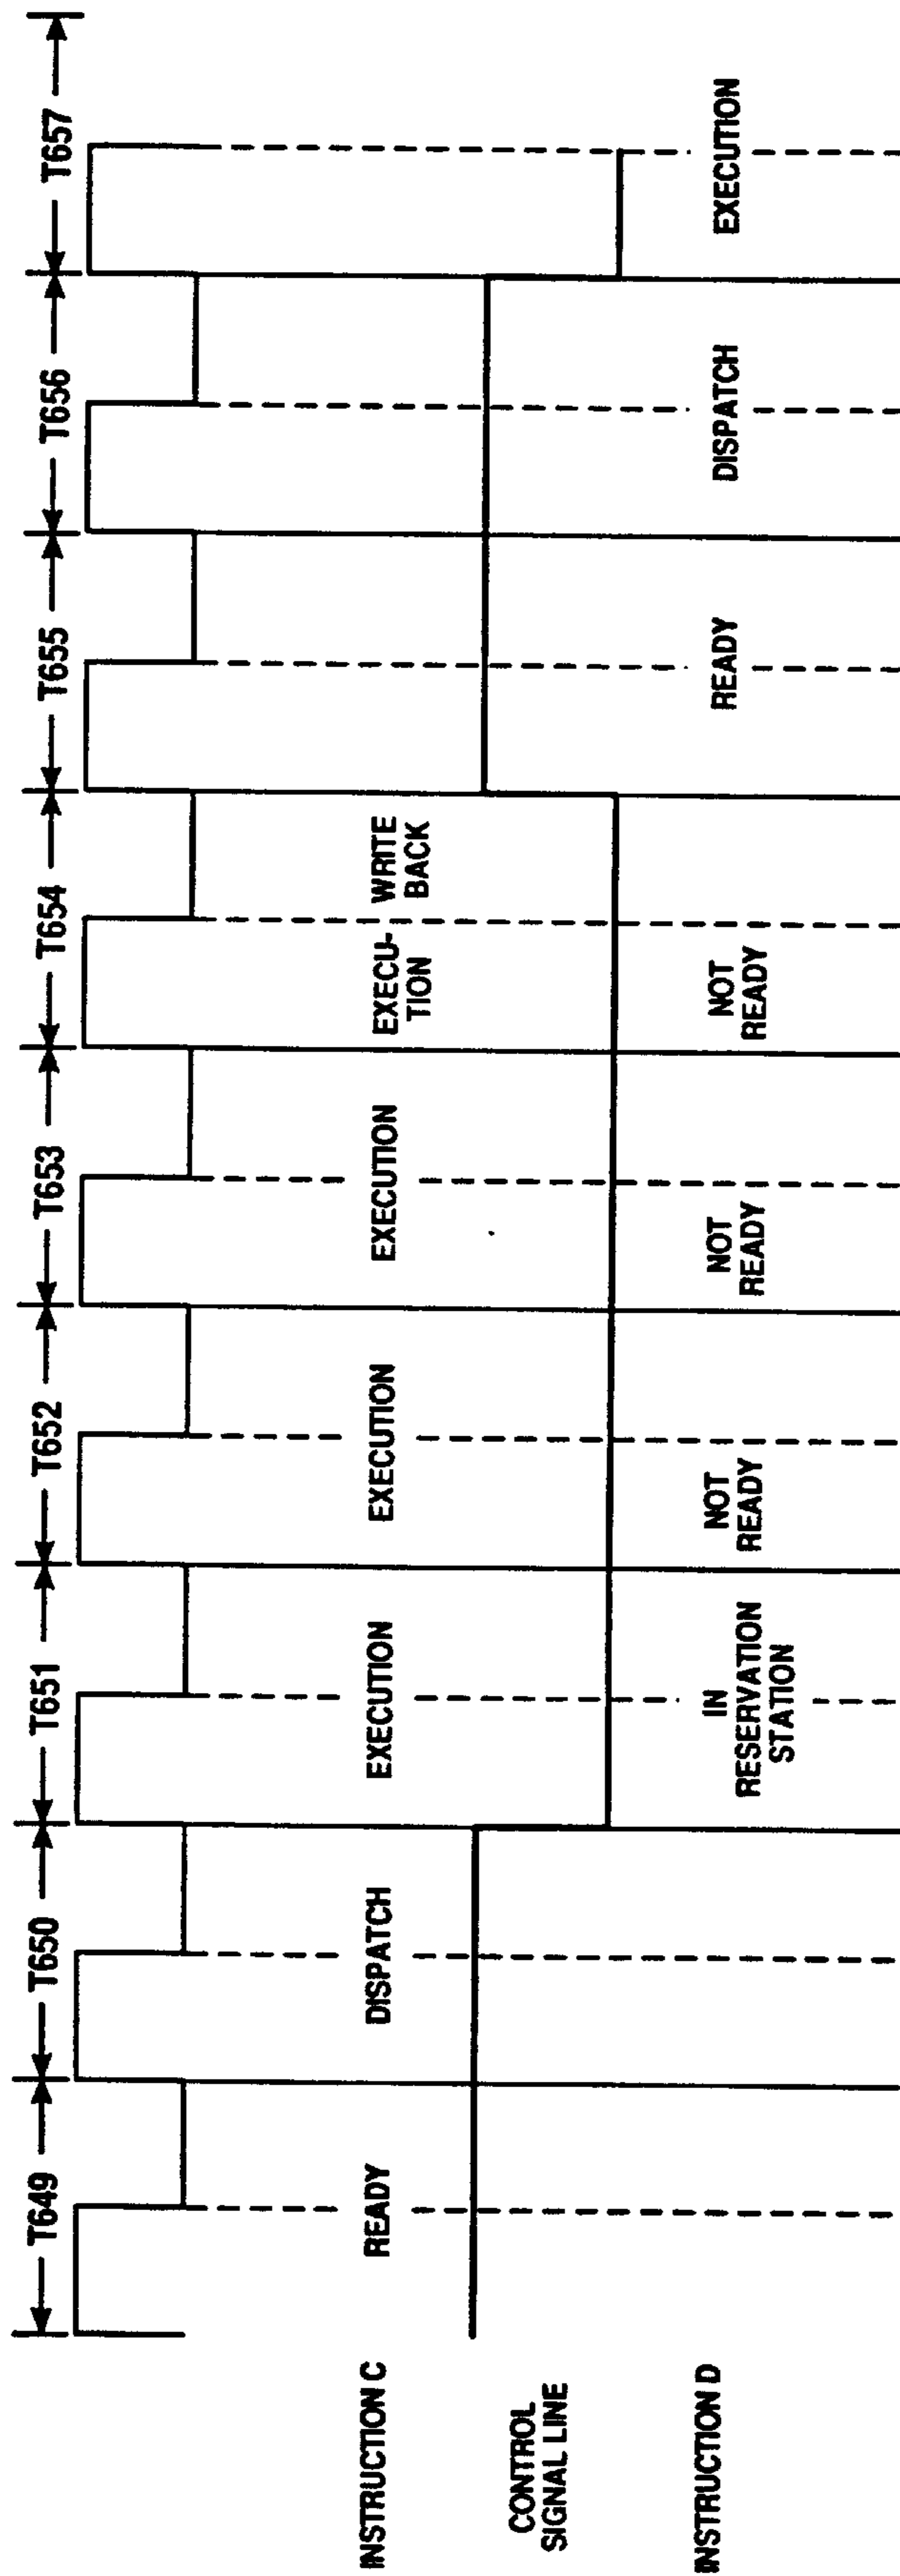 T649
T650
T651
T652
T653
T654
T655
T656
T657
INSTRUCTION C
READY
DISPATCH
EXECUTION
EXECUTION
EXECUTION
EXECU-
TION
WRITE
BACK
CONTROL
SIGNAL LINE
INSTRUCTION D
IN
RESERVATION
STATION
NOT
READY
NOT
READY
NOT
READY
READY
DISPATCH
EXECUTION